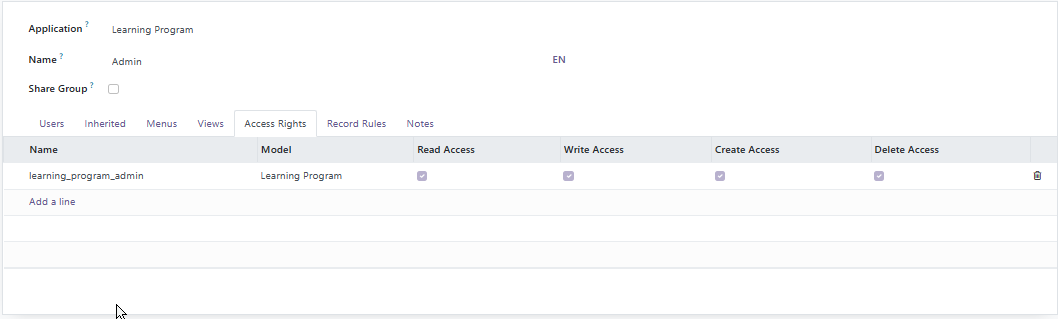 Application ? Learning Program
Name ? Admin EN
Share Group ?
Users Inherited Menus Views Access Rights Record Rules Notes
Name Model Read Access Write Access Create Access Delete Access
learning_program_admin Learning Program
Add a line